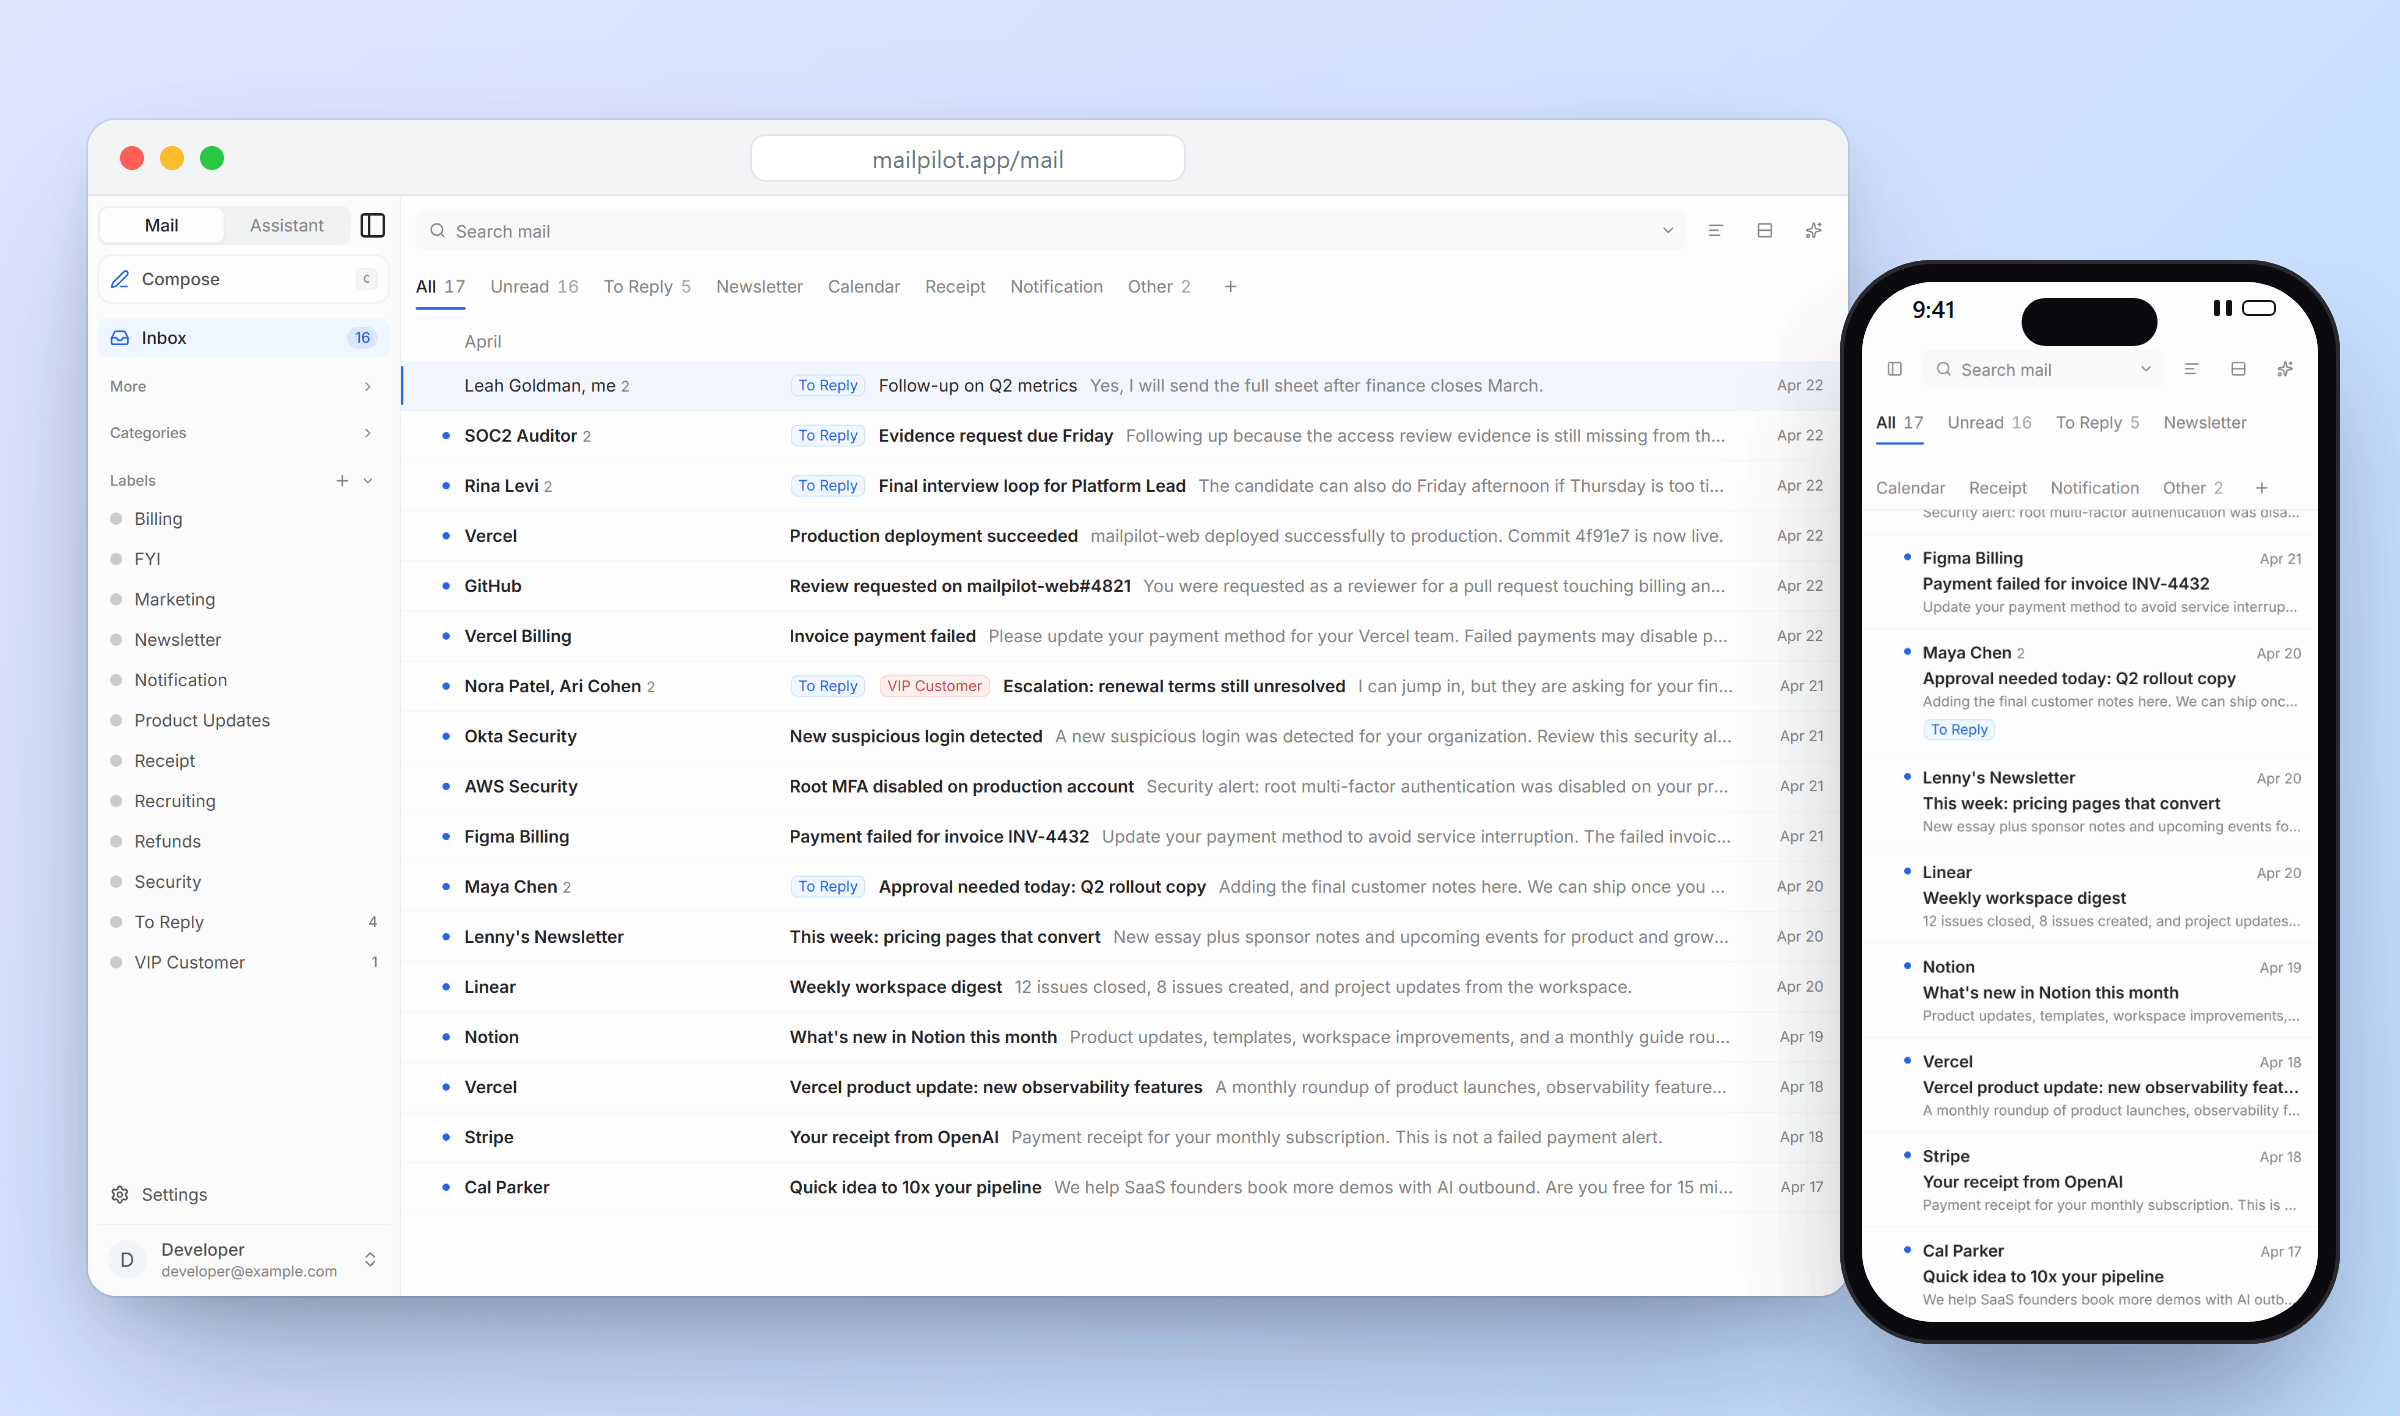 mailpilot.app/mail
Mail Assistant
Compose C
Inbox 16
More
Categories
Labels
Billing
FYI
Marketing
Newsletter
Notification
Product Updates
Receipt
Recruiting
Refunds
Security
To Reply 4
VIP Customer 1
Settings
D
Developer
developer@example.com
Search mail
All 17 Unread 16 To Reply 5 Newsletter Calendar Receipt Notification Other 2 +
April
Leah Goldman, me 2 To Reply Follow-up on Q2 metrics Yes, I will send the full sheet after finance closes March. Apr 22
SOC2 Auditor 2 To Reply Evidence request due Friday Following up because the access review evidence is still missing from th... Apr 22
Rina Levi 2 To Reply Final interview loop for Platform Lead The candidate can also do Friday afternoon if Thursday is too ti... Apr 22
Vercel Production deployment succeeded mailpilot-web deployed successfully to production. Commit 4f91e7 is now live. Apr 22
GitHub Review requested on mailpilot-web#4821 You were requested as a reviewer for a pull request touching billing an... Apr 22
Vercel Billing Invoice payment failed Please update your payment method for your Vercel team. Failed payments may disable p... Apr 22
Nora Patel, Ari Cohen 2 To Reply VIP Customer Escalation: renewal terms still unresolved I can jump in, but they are asking for your fin... Apr 21
Okta Security New suspicious login detected A new suspicious login was detected for your organization. Review this security al... Apr 21
AWS Security Root MFA disabled on production account Security alert: root multi-factor authentication was disabled on your pr... Apr 21
Figma Billing Payment failed for invoice INV-4432 Update your payment method to avoid service interruption. The failed invoic... Apr 21
Maya Chen 2 To Reply Approval needed today: Q2 rollout copy Adding the final customer notes here. We can ship once you ... Apr 20
Lenny's Newsletter This week: pricing pages that convert New essay plus sponsor notes and upcoming events for product and grow... Apr 20
Linear Weekly workspace digest 12 issues closed, 8 issues created, and project updates from the workspace. Apr 20
Notion What's new in Notion this month Product updates, templates, workspace improvements, and a monthly guide rou... Apr 19
Vercel Vercel product update: new observability features A monthly roundup of product launches, observability feature... Apr 18
Stripe Your receipt from OpenAI Payment receipt for your monthly subscription. This is not a failed payment alert. Apr 18
Cal Parker Quick idea to 10x your pipeline We help SaaS founders book more demos with AI outbound. Are you free for 15 mi... Apr 17
9:41
Search mail
All 17 Unread 16 To Reply 5 Newsletter
Calendar Receipt Notification Other 2 +
Security alert: root multi-factor authentication was disa...
Figma Billing Apr 21
Payment failed for invoice INV-4432
Update your payment method to avoid service interrup...
Maya Chen 2 Apr 20
Approval needed today: Q2 rollout copy
Adding the final customer notes here. We can ship onc...
To Reply
Lenny's Newsletter Apr 20
This week: pricing pages that convert
New essay plus sponsor notes and upcoming events fo...
Linear Apr 20
Weekly workspace digest
12 issues closed, 8 issues created, and project updates...
Notion Apr 19
What's new in Notion this month
Product updates, templates, workspace improvements,...
Vercel Apr 18
Vercel product update: new observability feat...
A monthly roundup of product launches, observability f...
Stripe Apr 18
Your receipt from OpenAI
Payment receipt for your monthly subscription. This is ...
Cal Parker Apr 17
Quick idea to 10x your pipeline
We help SaaS founders book more demos with AI outb...